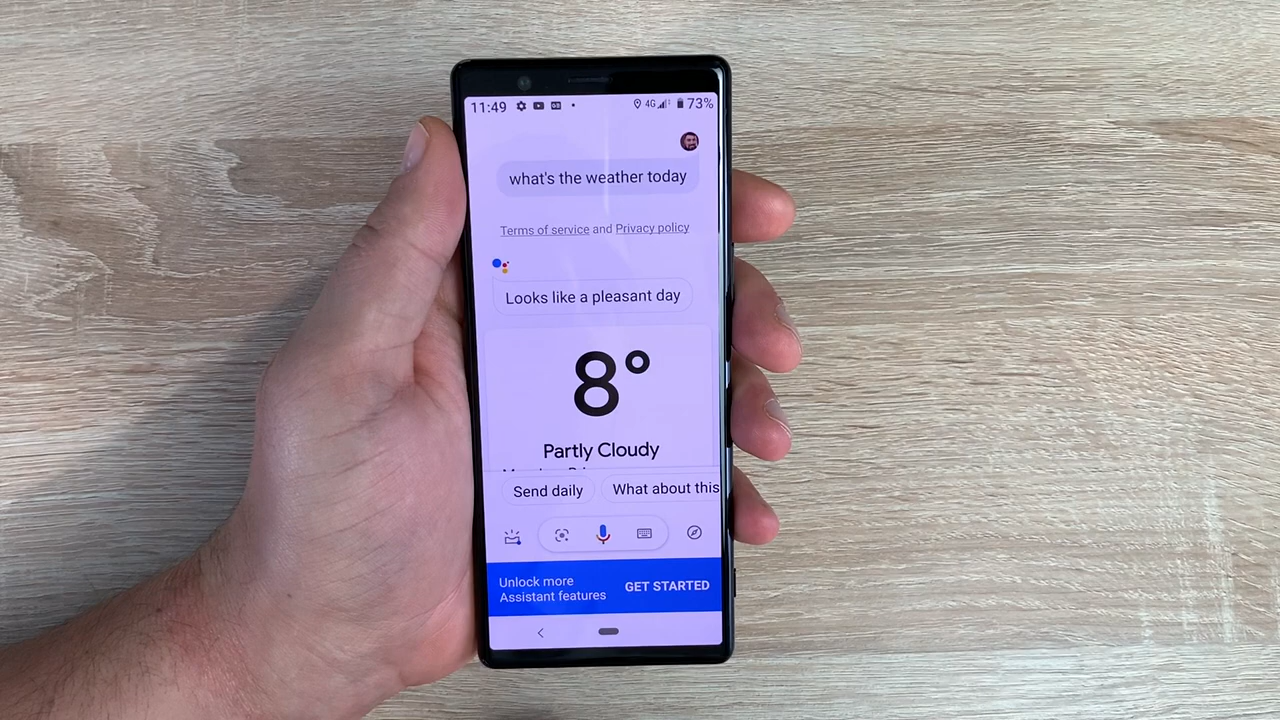 11:49 4G 73%
what's the weather today
Terms of service and Privacy policy
Looks like a pleasant day
8°
Partly Cloudy
Send daily What about this
Unlock more
Assistant features
GET STARTED